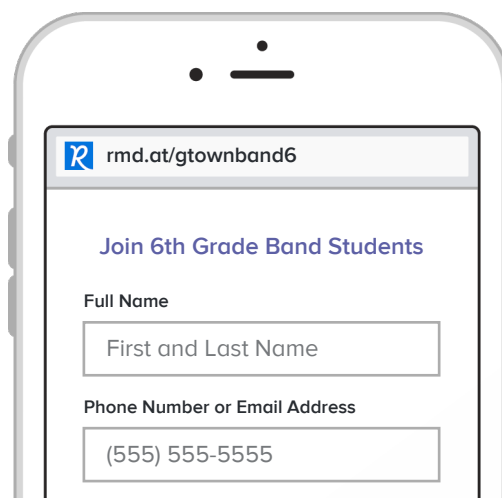 rmd.at/gtownband6
Join 6th Grade Band Students
Full Name
First and Last Name
Phone Number or Email Address
(555) 555-5555